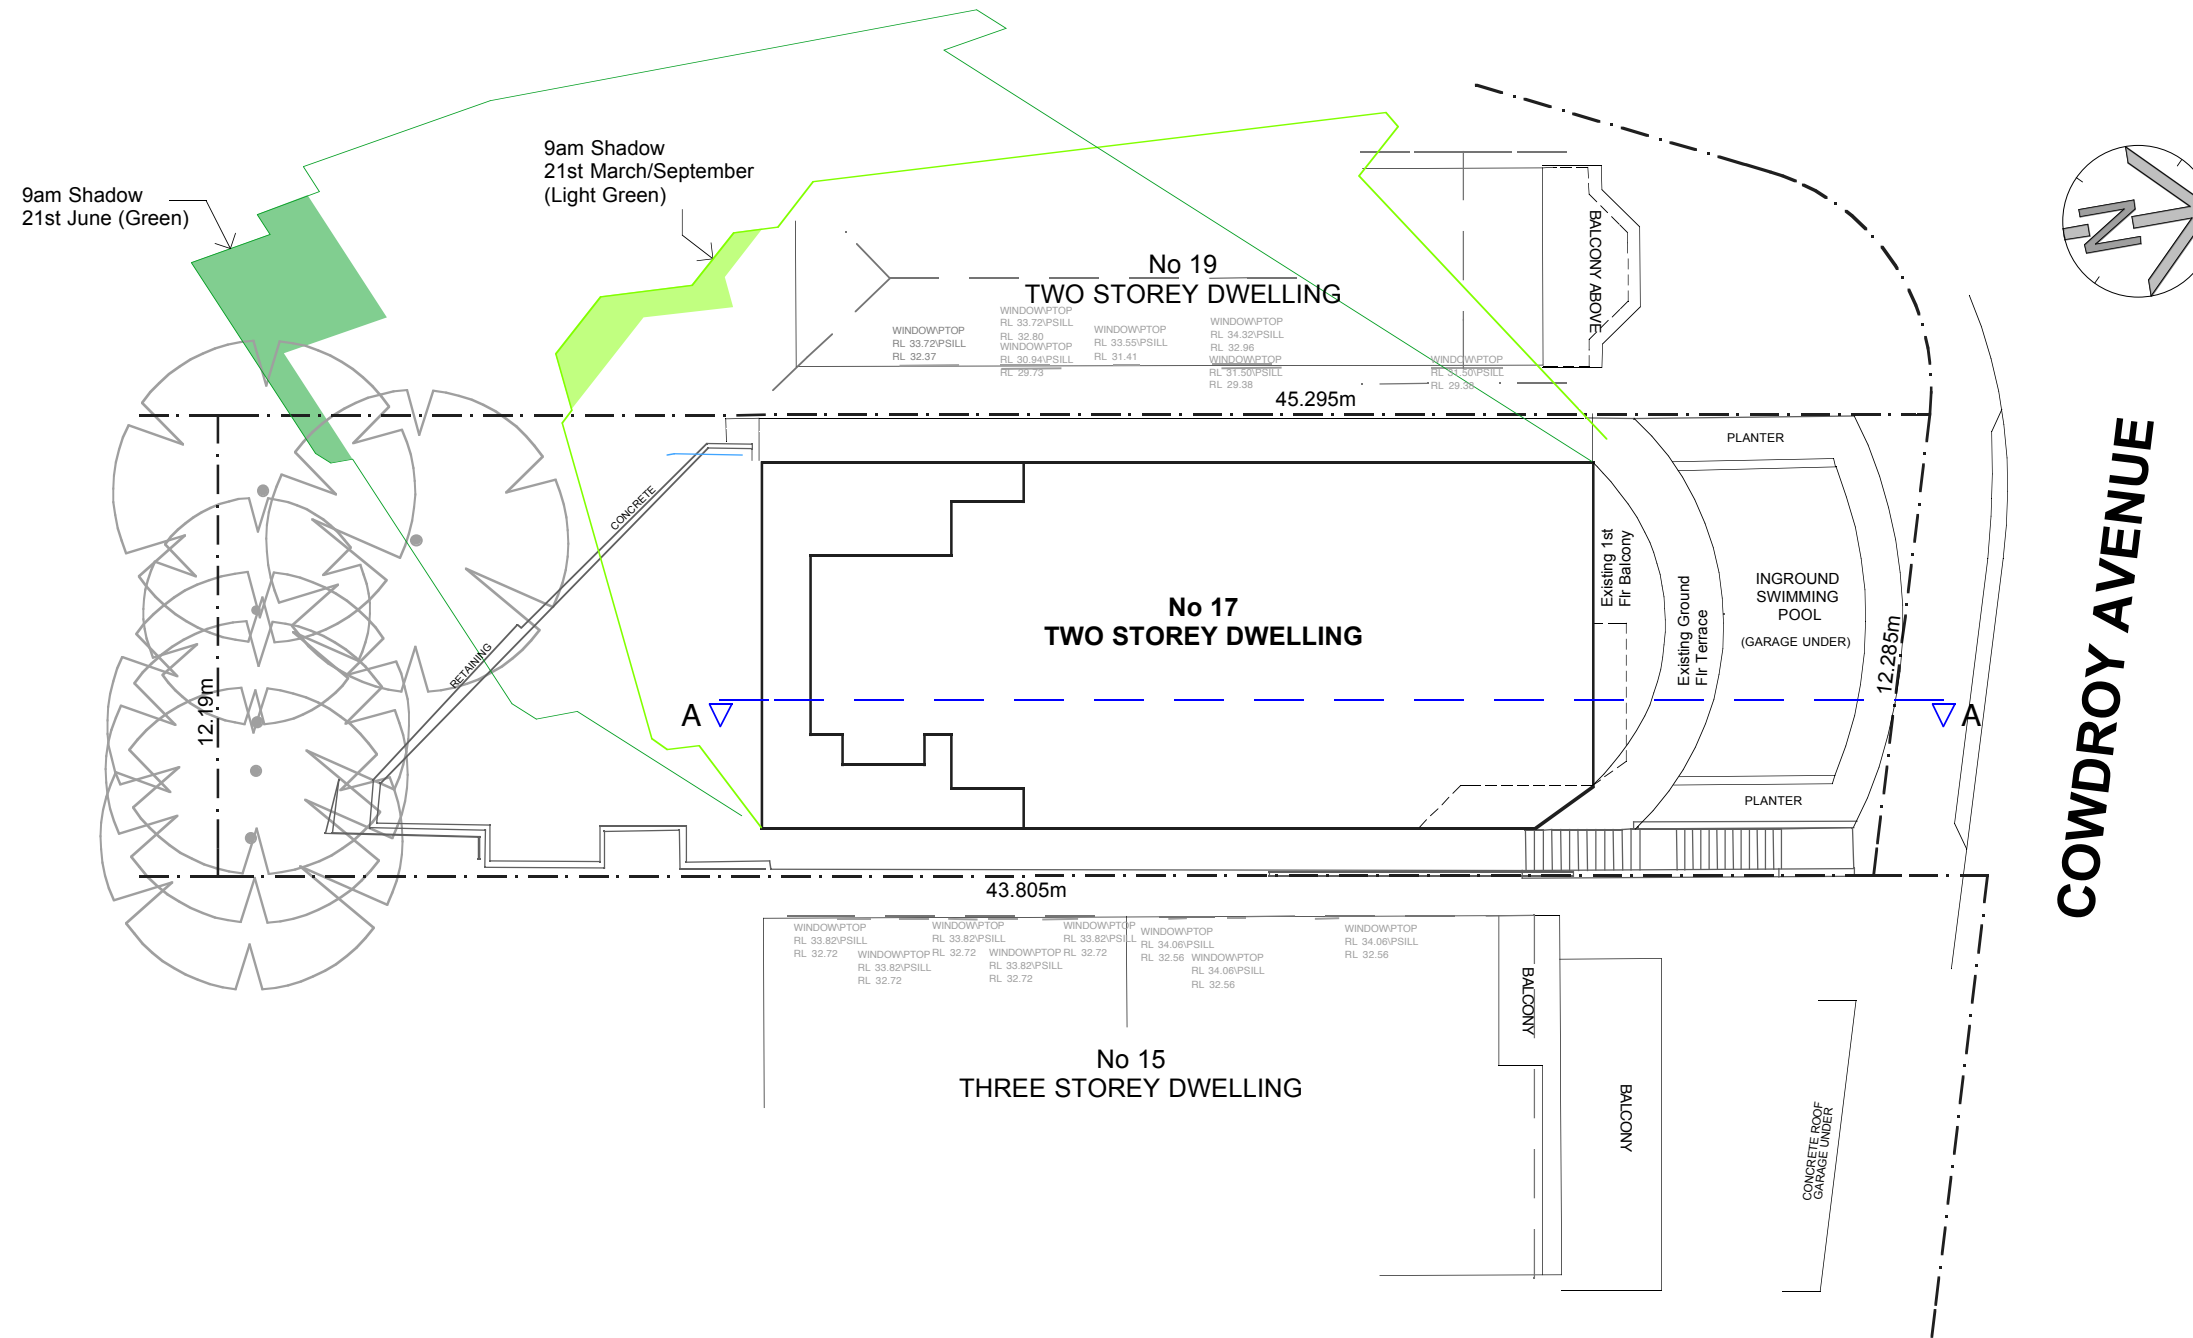 9am Shadow
21st June (Green)
9am Shadow
21st March/September
(Light Green)
No 19
TWO STOREY DWELLING
BALCONY ABOVE
WINDOW\PTOP
RL 33.72\PSILL
RL 32.37
WINDOW\PTOP
RL 33.72\PSILL
RL 32.80
WINDOW\PTOP
RL 30.94\PSILL
RL 29.73
WINDOW\PTOP
RL 33.55\PSILL
RL 31.41
WINDOW\PTOP
RL 34.32\PSILL
RL 32.96
WINDOW\PTOP
RL 31.50\PSILL
RL 29.38
WINDOW\PTOP
RL 31.50\PSILL
RL 29.38
N
45.295m
PLANTER
CONCRETE
RETAINING
No 17
TWO STOREY DWELLING
Existing 1st
Flr Balcony
Existing Ground
Flr Terrace
INGROUND
SWIMMING
POOL
(GARAGE UNDER)
12.285m
12.19m
A
A
PLANTER
COWDROY AVENUE
43.805m
WINDOW\PTOP
RL 33.82\PSILL
RL 32.72
WINDOW\PTOP
RL 33.82\PSILL
RL 32.72
WINDOW\PTOP
RL 33.82\PSILL
RL 32.72
WINDOW\PTOP
RL 33.82\PSILL
RL 32.72
WINDOW\PTOP
RL 33.82\PSILL
RL 32.72
WINDOW\PTOP
RL 34.06\PSILL
RL 32.56
WINDOW\PTOP
RL 34.06\PSILL
RL 32.56
WINDOW\PTOP
RL 34.06\PSILL
RL 32.56
BALCONY
No 15
THREE STOREY DWELLING
BALCONY
CONCRETE ROOF
GARAGE UNDER